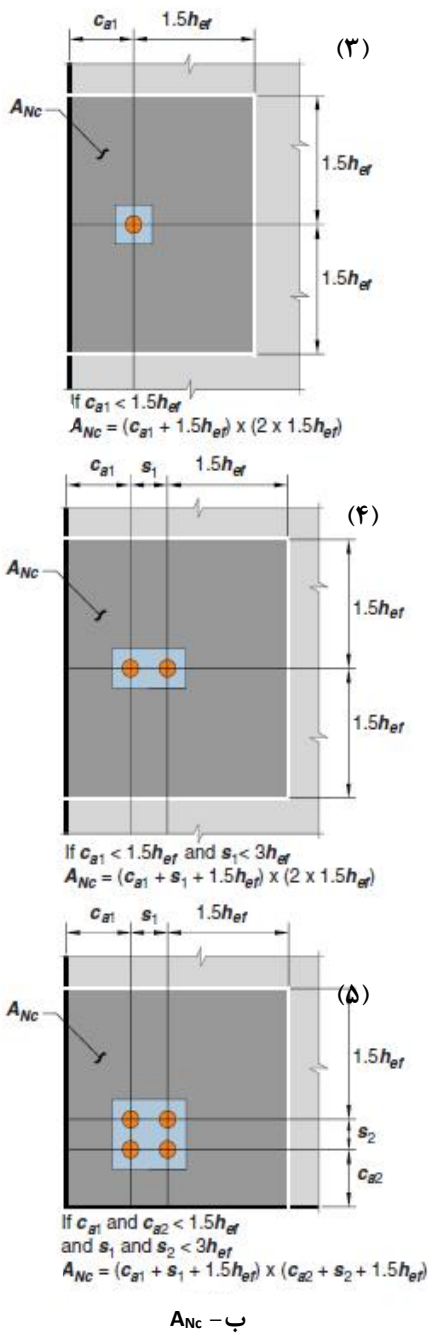 c_a1 1.5h_ef
(۳)
A_Nc
1.5h_ef
1.5h_ef
If c_a1 < 1.5h_ef
A_Nc = (c_a1 + 1.5h_ef) x (2 x 1.5h_ef)
c_a1 s_1 1.5h_ef
(۴)
A_Nc
1.5h_ef
1.5h_ef
If c_a1 < 1.5h_ef and s_1 < 3h_ef
A_Nc = (c_a1 + s_1 + 1.5h_ef) x (2 x 1.5h_ef)
c_a1 s_1 1.5h_ef
(۵)
A_Nc
1.5h_ef
s_2
c_a2
If c_a1 and c_a2 < 1.5h_ef
and s_1 and s_2 < 3h_ef
A_Nc = (c_a1 + s_1 + 1.5h_ef) x (c_a2 + s_2 + 1.5h_ef)
ب – A_Nc